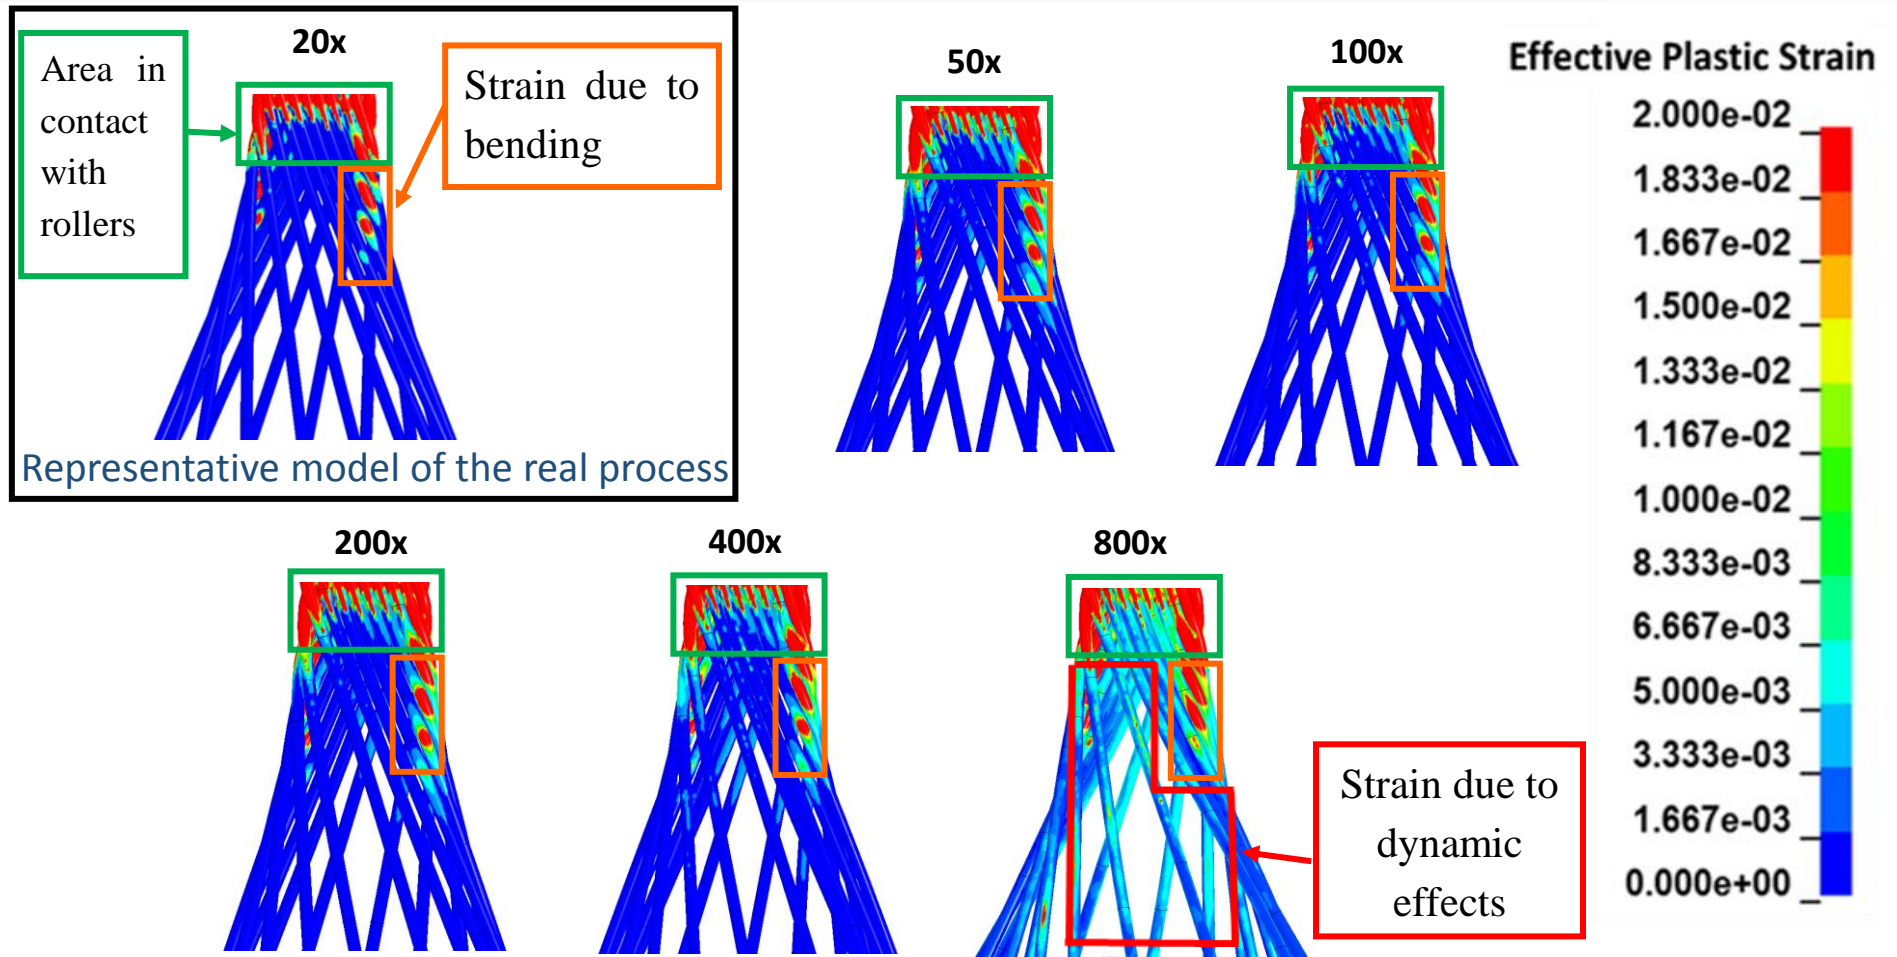 20x
Area in
contact
with
rollers
Strain due to
bending
Representative model of the real process
50x
100x
Effective Plastic Strain
2.000e-02
1.833e-02
1.667e-02
1.500e-02
1.333e-02
1.167e-02
1.000e-02
8.333e-03
6.667e-03
5.000e-03
3.333e-03
1.667e-03
0.000e+00
200x
400x
800x
Strain due to
dynamic
effects